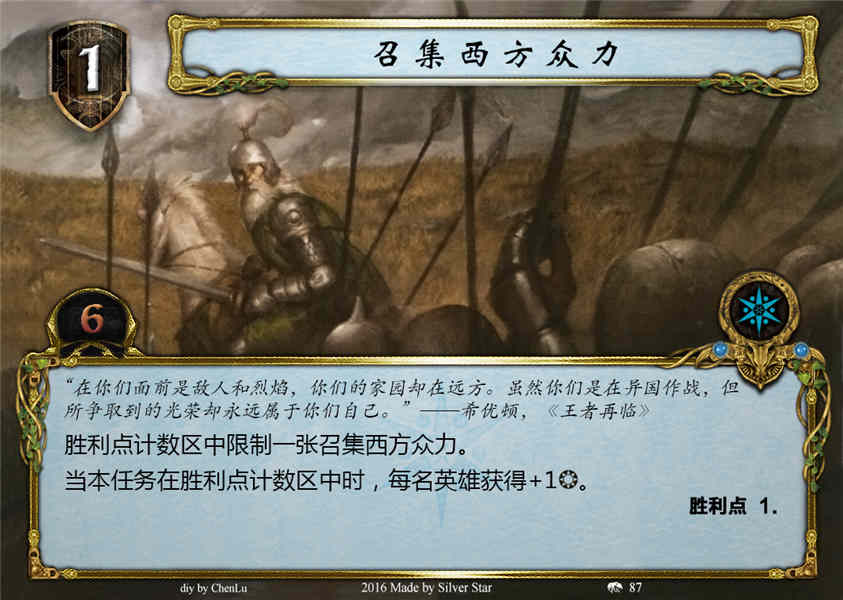 1
召集西方众力
6
“在你们面前是敌人和烈焰，你们的家园却在远方。虽然你们是在异国作战，但
所争取到的光荣却永远属于你们自己。”——希优顿，《王者再临》
胜利点计数区中限制一张召集西方众力。
当本任务在胜利点计数区中时，每名英雄获得+1。
胜利点 1.
diy by ChenLu 2016 Made by Silver Star 87